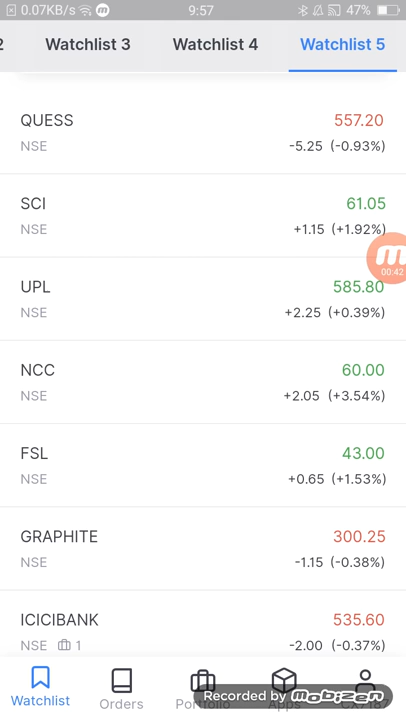 0.07KB/s 9:57 47%
2 Watchlist 3 Watchlist 4 Watchlist 5
QUESS 557.20
NSE -5.25 (-0.93%)
SCI 61.05
NSE +1.15 (+1.92%)
00:42
UPL 585.80
NSE +2.25 (+0.39%)
NCC 60.00
NSE +2.05 (+3.54%)
FSL 43.00
NSE +0.65 (+1.53%)
GRAPHITE 300.25
NSE -1.15 (-0.38%)
ICICIBANK 535.60
NSE 1 -2.00 (-0.37%)
Recorded by mobizen
Watchlist Orders Portfolio Apps